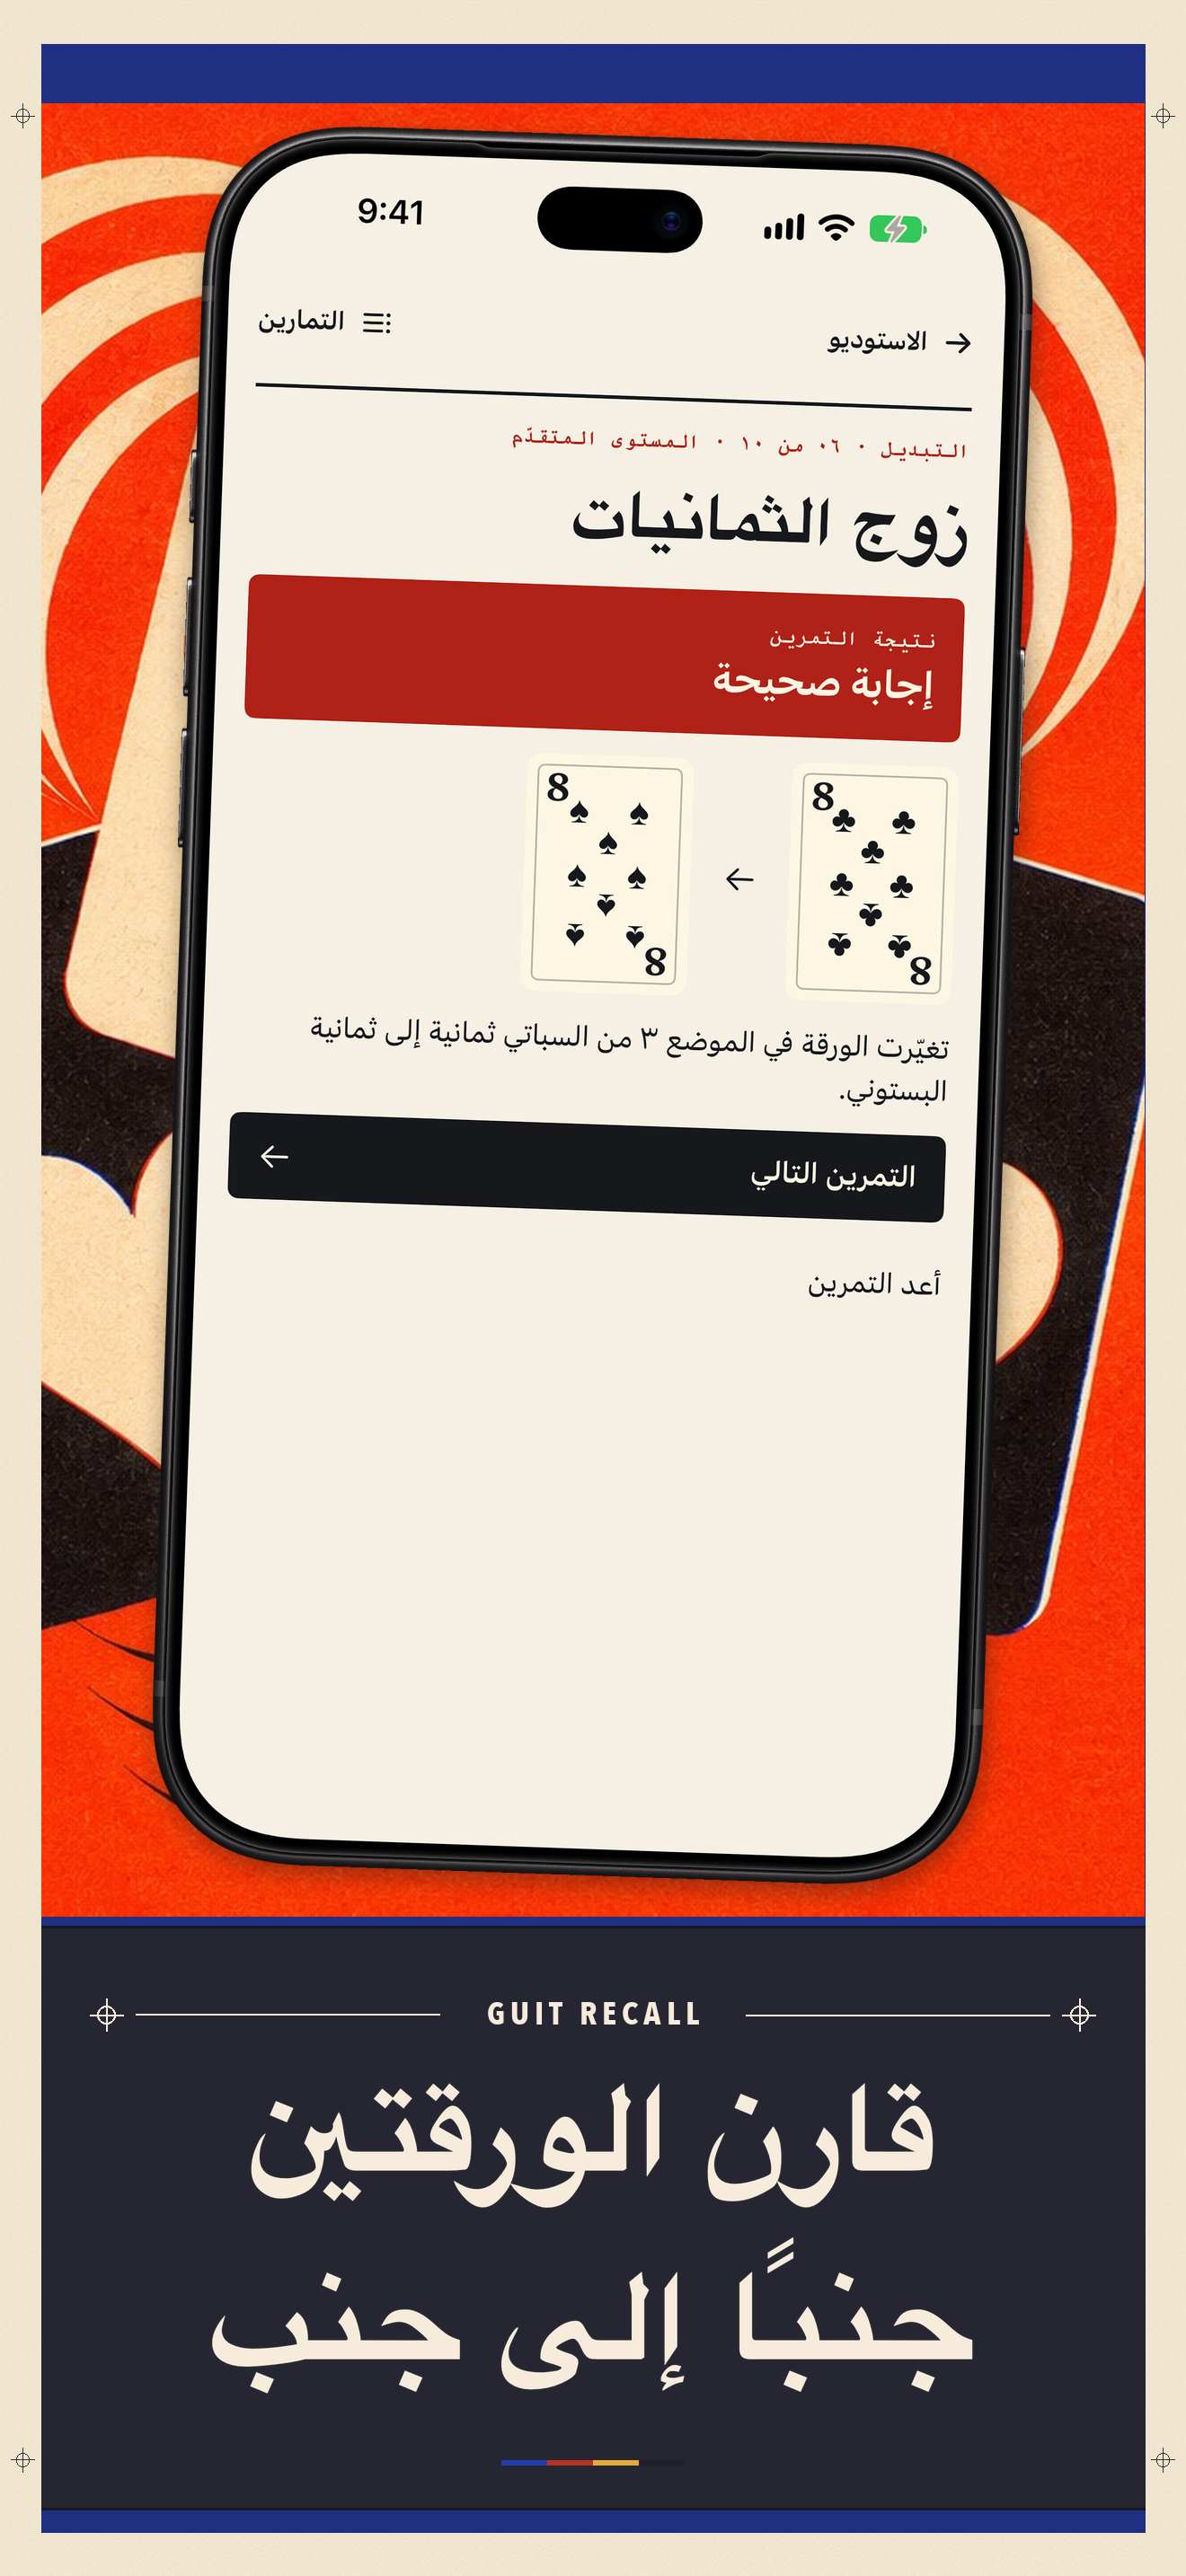 9:41
الاستوديو
التمارين
التبديل · ٠٦ من ١٠ · المستوى المتقدّم
زوج الثمانيات
نتيجة التمرين
إجابة صحيحة
8 8
8 8
تغيّرت الورقة في الموضع ٣ من السباتي ثمانية إلى ثمانية
البستوني.
التمرين التالي
أعد التمرين
GUIT RECALL
قارن الورقتين
جنبًا إلى جنب